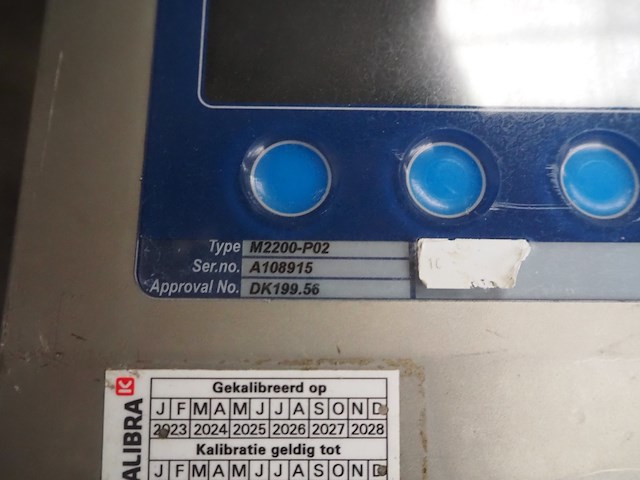 Type M2200-P02
Ser.no. A108915
Approval No. DK199.56
ALIBRA
K
Gekalibreerd op
J F M A M J J A S O N D
2023 2024 2025 2026 2027 2028
Kalibratie geldig tot
J F M A M J J A S O N D